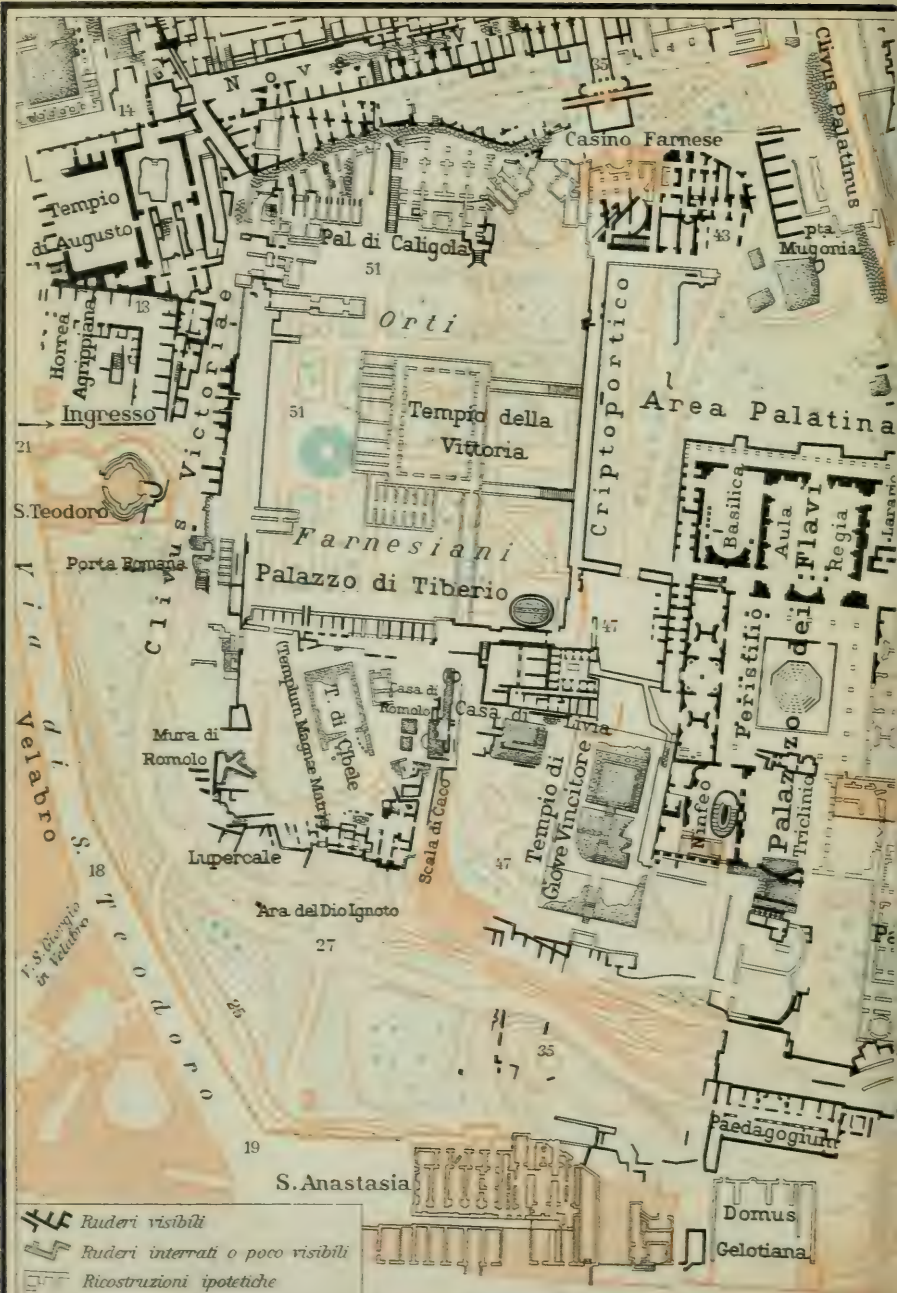 Nova V
35
Clivus Palatinus
14
Casino Farnese
Tempio
di Augusto
Pal. di Caligola
43
pta
Mugonia
51
13
Orti
Horrea
Agrippiana
Ingresso
21
51
Tempio della
Vittoria
Criptoportico
Area Palatina
S. Teodoro
Clivus Victoriae
Basilica
Aula
Regia
Larario
Porta Romana
Farnesiani
Palazzo di Tiberio
47
Palazzo dei Flavi
Peristilio
Mura di
Romolo
(Templum Magnae Matris)
T. di Cibele
Casa di
Romolo
Casa di Livia
Tempio di
Giove Vincitore
Ninfeo
Triclinio
Lupercale
Scala di Caco
47
Velabro
Via di S. Teodoro
18
V. S. Giorgio
in Velabro
Ara del Dio Ignoto
27
25
35
Paedagogium
19
S. Anastasia
Domus
Gelotiana
Ruderi visibili
Ruderi interrati o poco visibili
Ricostruzioni ipotetiche